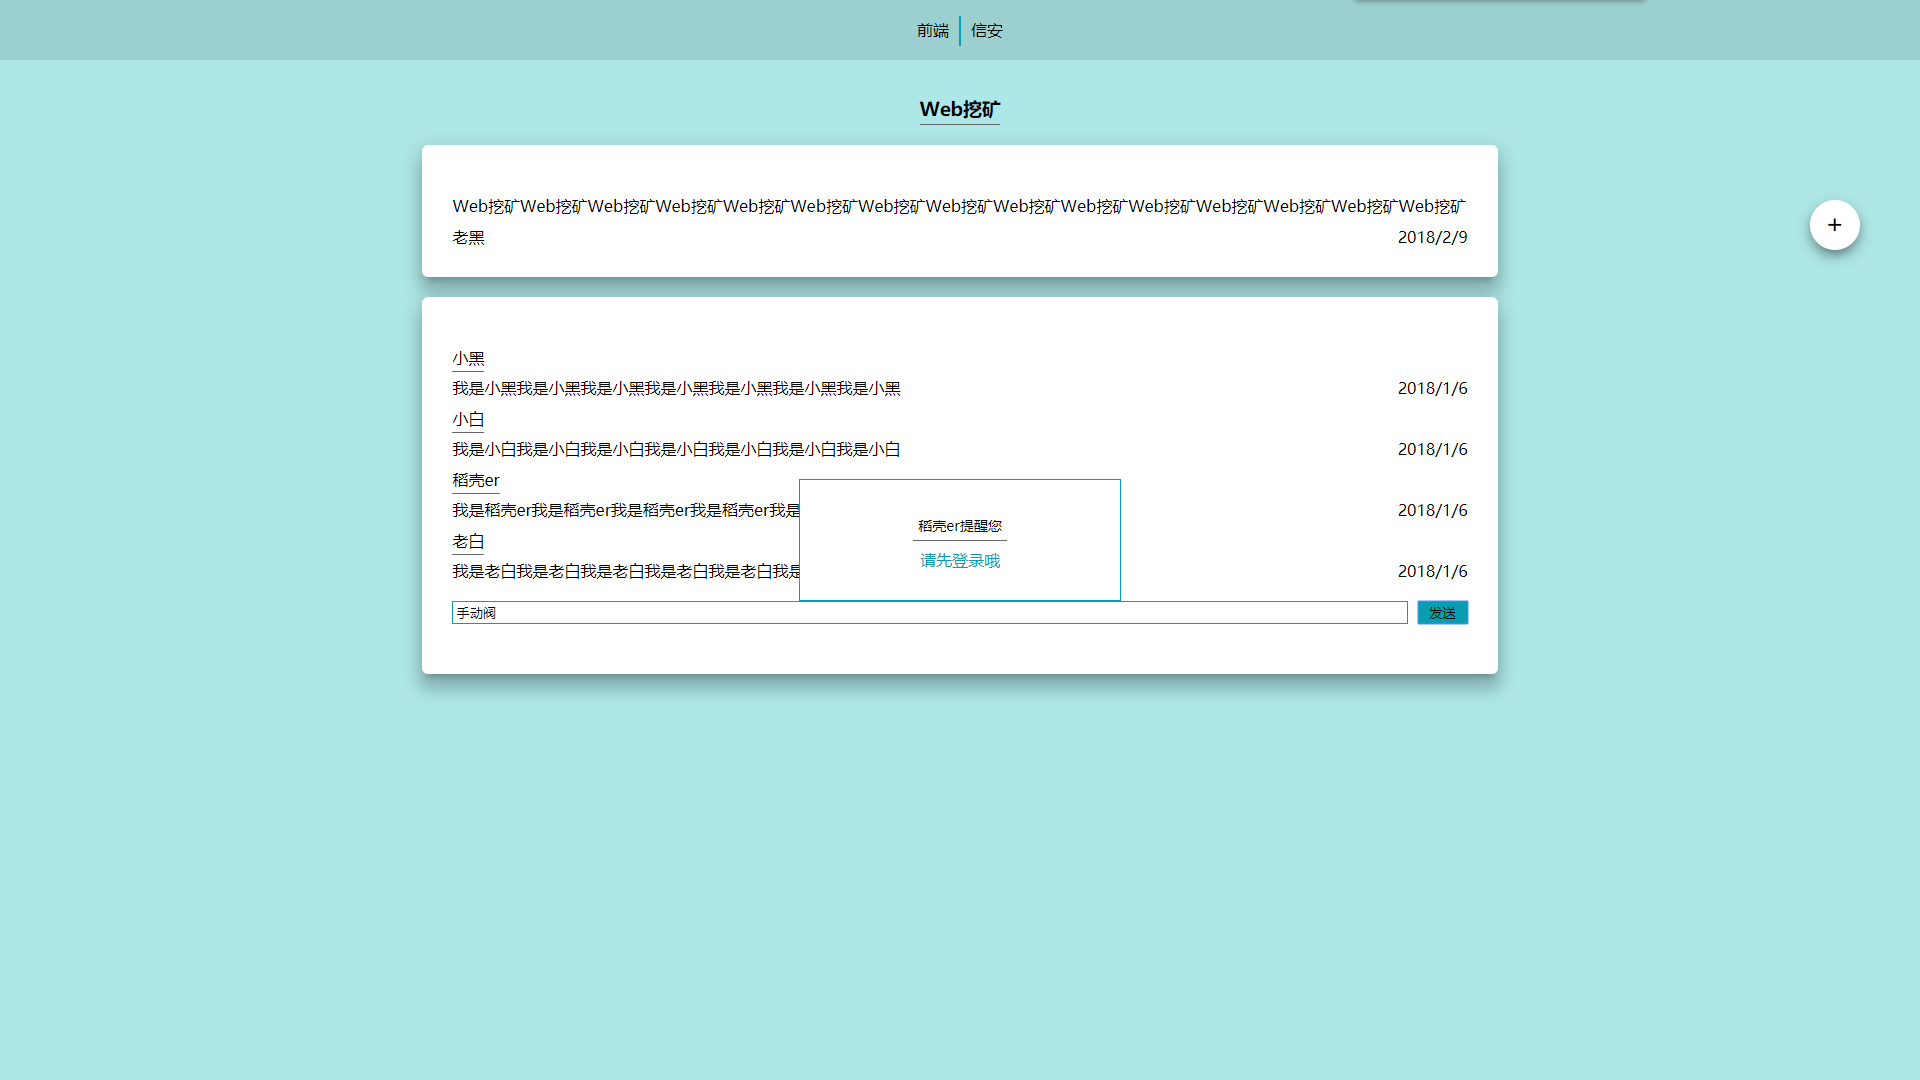 前端 信安
Web挖矿
Web挖矿Web挖矿Web挖矿Web挖矿Web挖矿Web挖矿Web挖矿Web挖矿Web挖矿Web挖矿Web挖矿Web挖矿Web挖矿Web挖矿Web挖矿
老黑 2018/2/9
+
小黑
我是小黑我是小黑我是小黑我是小黑我是小黑我是小黑我是小黑 2018/1/6
小白
我是小白我是小白我是小白我是小白我是小白我是小白我是小白 2018/1/6
稻壳er
我是稻壳er我是稻壳er我是稻壳er我是稻壳er我是 2018/1/6
老白
我是老白我是老白我是老白我是老白我是老白我是 2018/1/6
稻壳er提醒您
请先登录哦
手动阀 发送